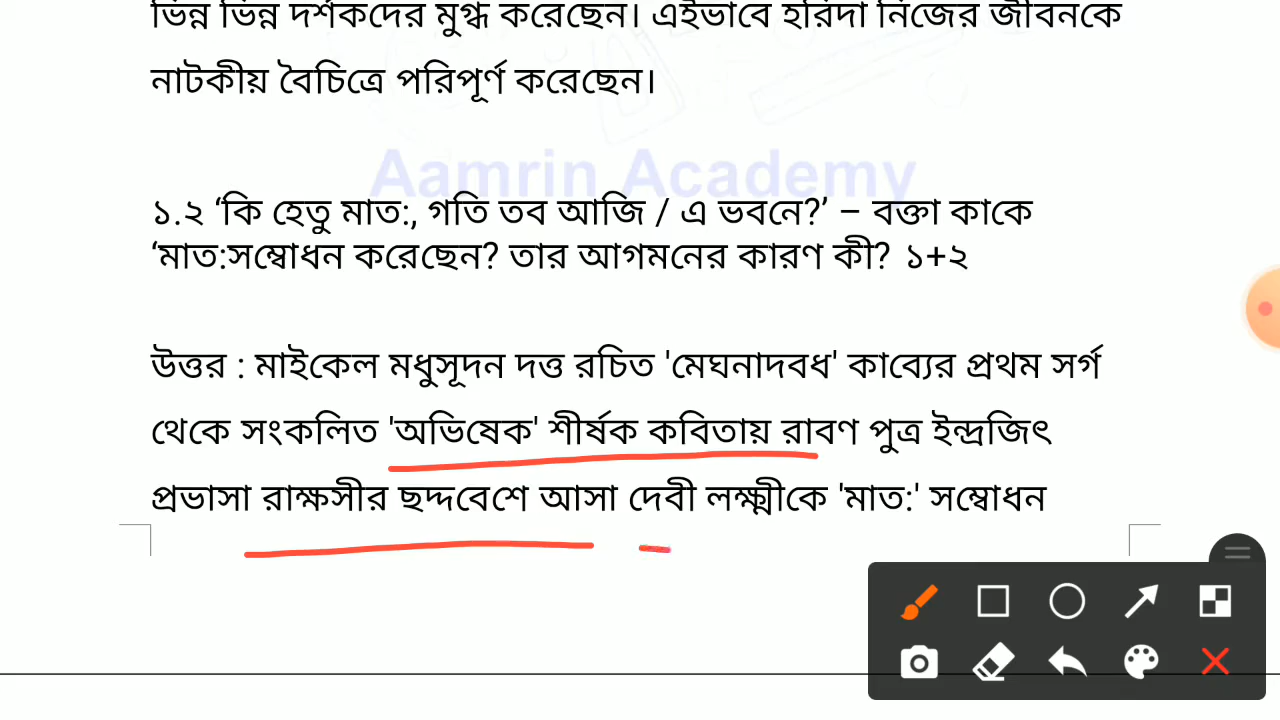 ভিন্ন ভিন্ন দর্শকদের মুগ্ধ করেছেন। এইভাবে হরিদা নিজের জীবনকে
নাটকীয় বৈচিত্রে পরিপূর্ণ করেছেন।
Aamrin Academy
১.২ ‘কি হেতু মাত:, গতি তব আজি / এ ভবনে?’ – বক্তা কাকে
‘মাত:সম্বোধন করেছেন? তার আগমনের কারণ কী? ১+২
উত্তর : মাইকেল মধুসূদন দত্ত রচিত 'মেঘনাদবধ' কাব্যের প্রথম সর্গ
থেকে সংকলিত 'অভিষেক' শীর্ষক কবিতায় রাবণ পুত্র ইন্দ্রজিৎ
প্রভাসা রাক্ষসীর ছদ্দবেশে আসা দেবী লক্ষ্মীকে 'মাত:' সম্বোধন